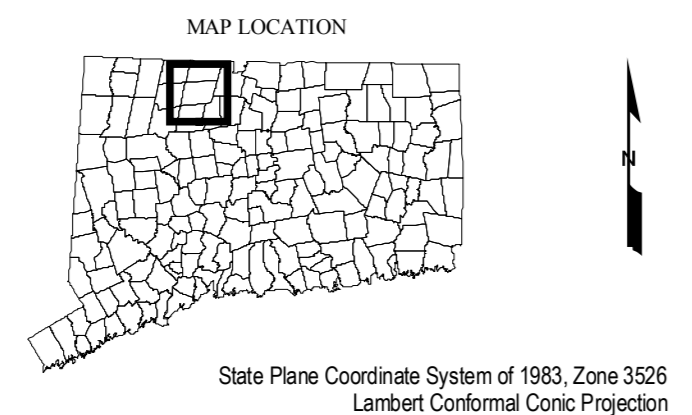 MAP LOCATION
N
State Plane Coordinate System of 1983, Zone 3526
Lambert Conformal Conic Projection